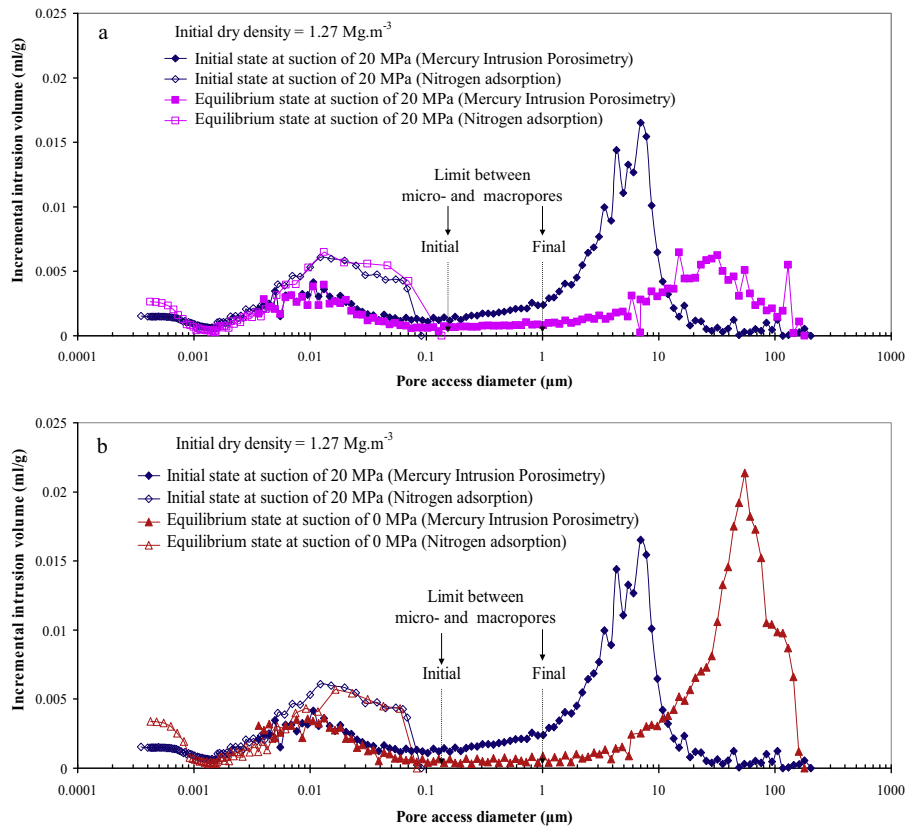 a
Initial dry density = 1.27 Mg.m-3
Initial state at suction of 20 MPa (Mercury Intrusion Porosimetry)
Initial state at suction of 20 MPa (Nitrogen adsorption)
Equilibrium state at suction of 20 MPa (Mercury Intrusion Porosimetry)
Equilibrium state at suction of 20 MPa (Nitrogen adsorption)
Limit between
micro- and macropores
Initial
Final
Incremental intrusion volume (ml/g)
0.025
0.02
0.015
0.01
0.005
0
0.0001
0.001
0.01
0.1
1
10
100
1000
Pore access diameter (µm)
b
Initial dry density = 1.27 Mg.m-3
Initial state at suction of 20 MPa (Mercury Intrusion Porosimetry)
Initial state at suction of 20 MPa (Nitrogen adsorption)
Equilibrium state at suction of 0 MPa (Mercury Intrusion Porosimetry)
Equilibrium state at suction of 0 MPa (Nitrogen adsorption)
Limit between
micro- and macropores
Initial
Final
Incremental intrusion volume (ml/g)
0.025
0.02
0.015
0.01
0.005
0
0.0001
0.001
0.01
0.1
1
10
100
1000
Pore access diameter (µm)